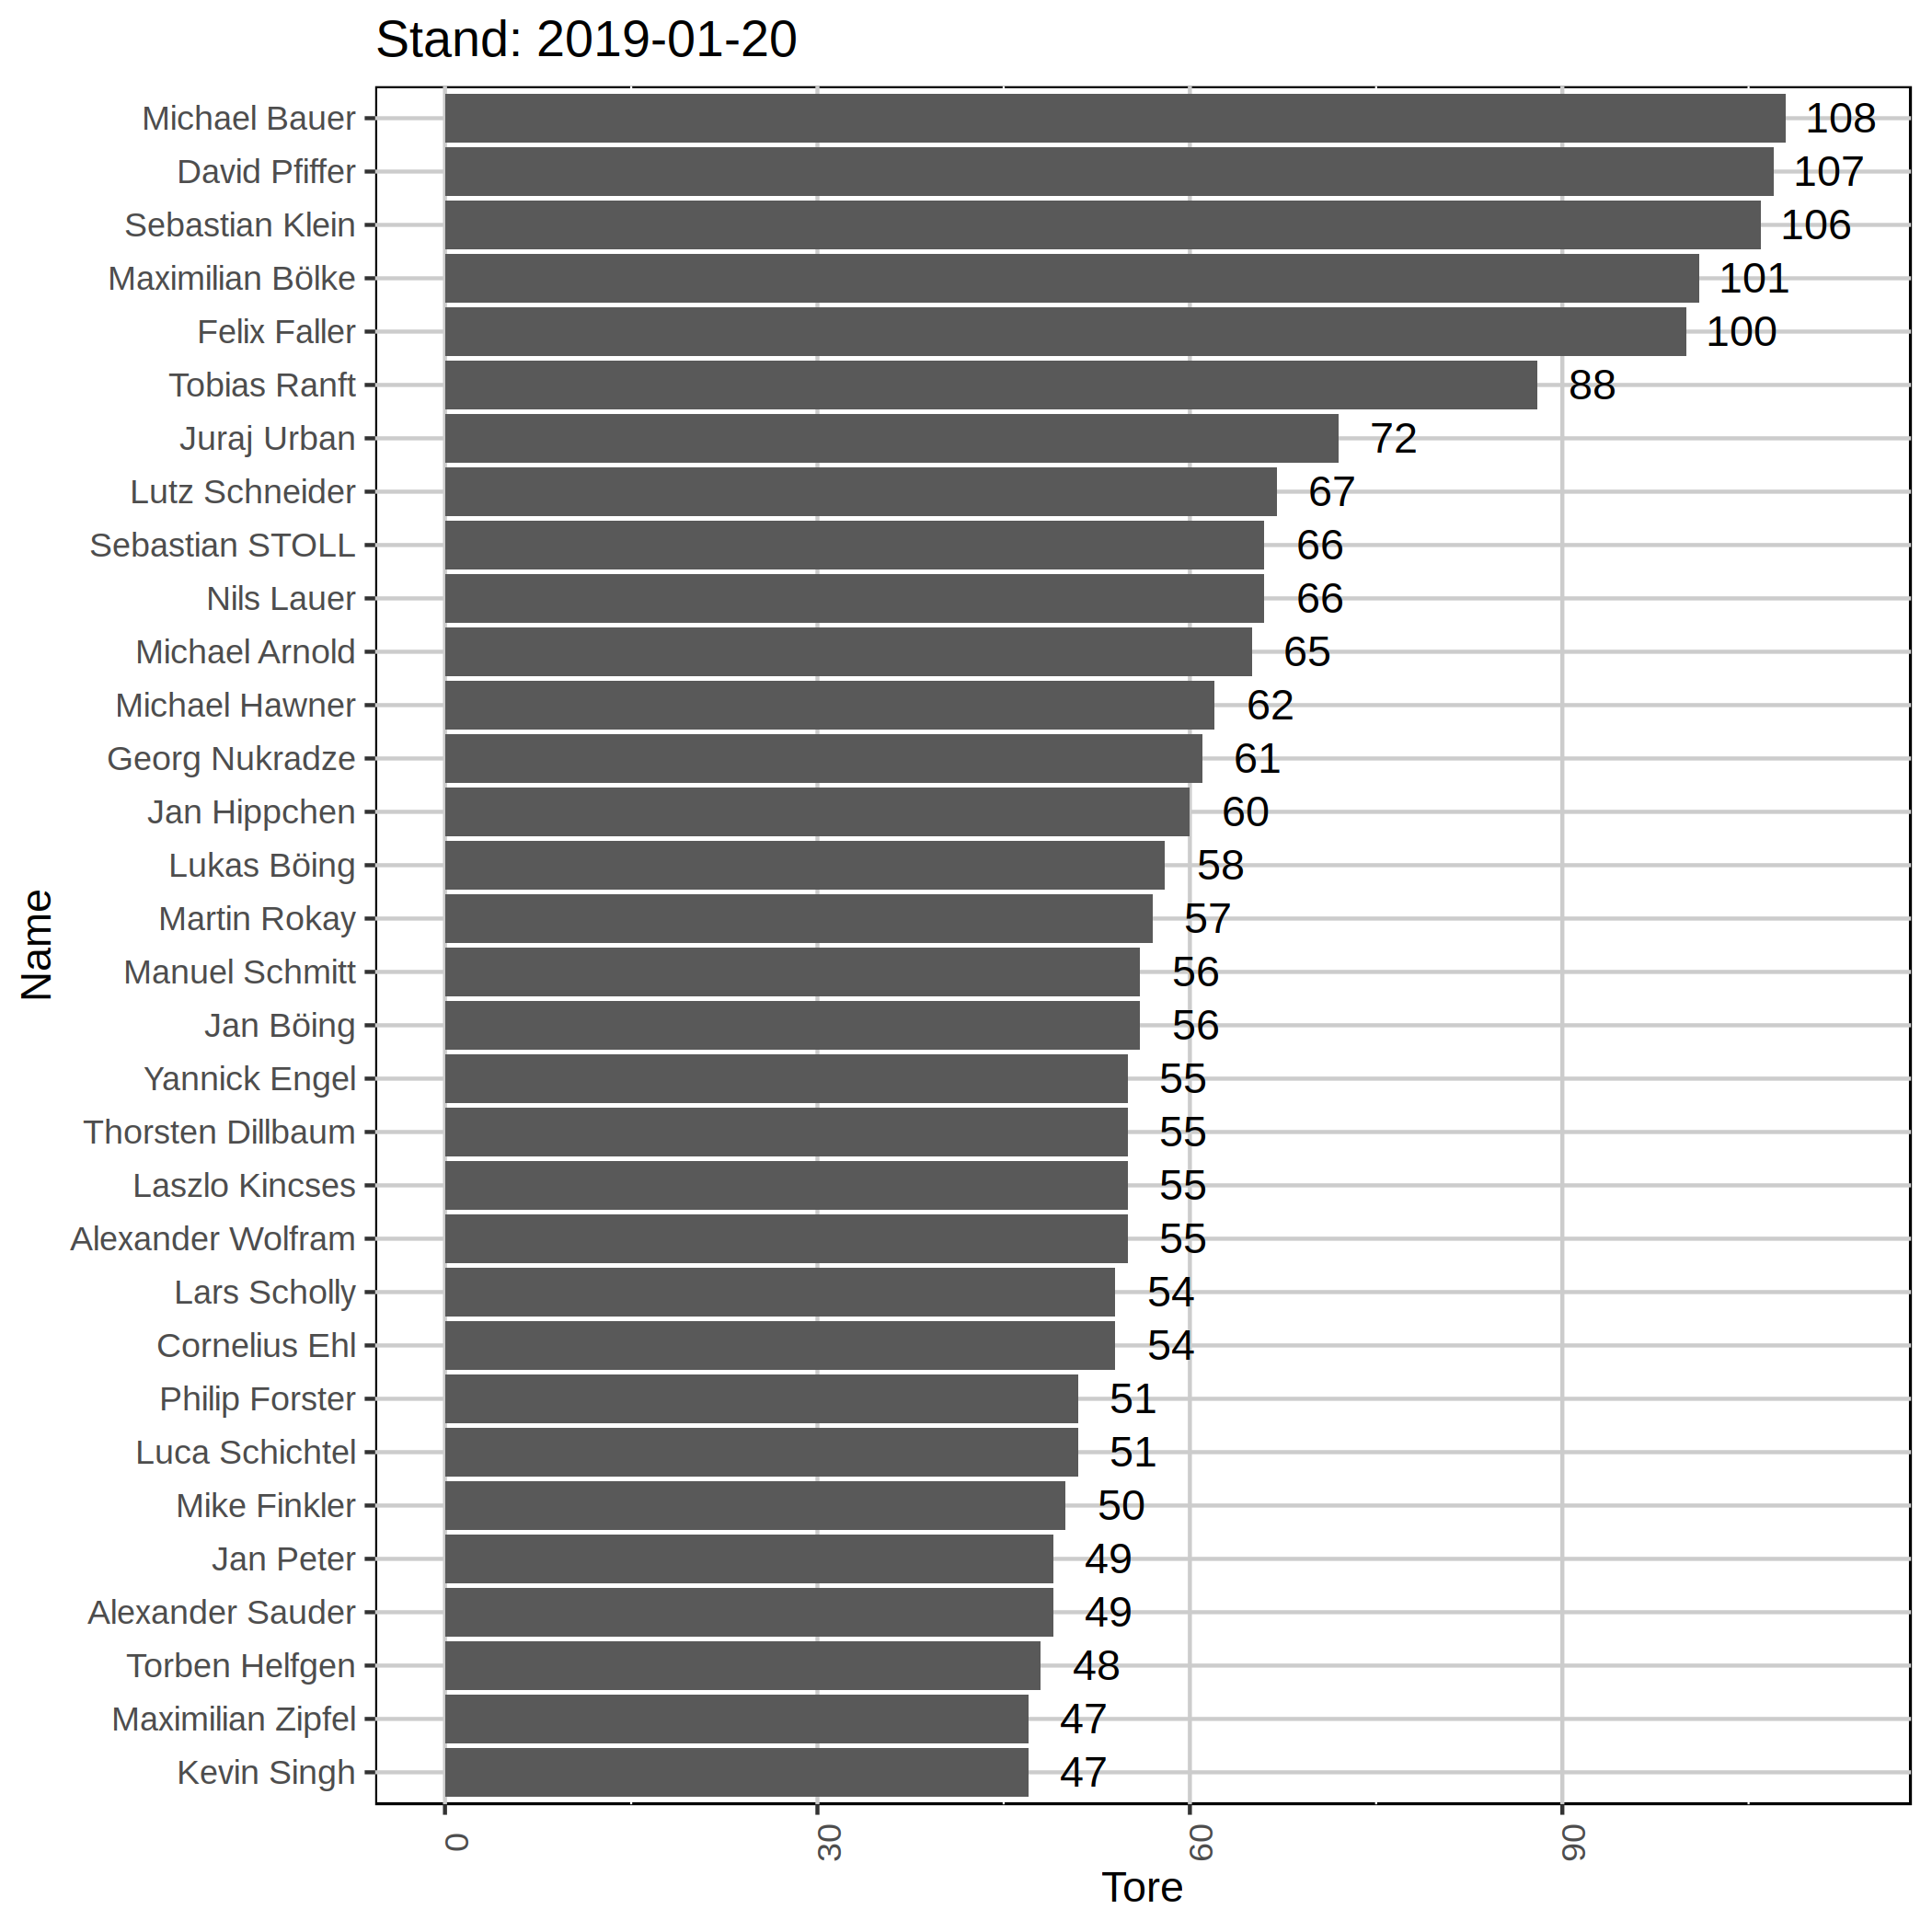 Stand: 2019-01-20
Michael Bauer 108
David Pfiffer 107
Sebastian Klein 106
Maximilian Bölke 101
Felix Faller 100
Tobias Ranft 88
Juraj Urban 72
Lutz Schneider 67
Sebastian STOLL 66
Nils Lauer 66
Michael Arnold 65
Michael Hawner 62
Georg Nukradze 61
Jan Hippchen 60
Lukas Böing 58
Martin Rokay 57
Manuel Schmitt 56
Jan Böing 56
Yannick Engel 55
Thorsten Dillbaum 55
Laszlo Kincses 55
Alexander Wolfram 55
Lars Scholly 54
Cornelius Ehl 54
Philip Forster 51
Luca Schichtel 51
Mike Finkler 50
Jan Peter 49
Alexander Sauder 49
Torben Helfgen 48
Maximilian Zipfel 47
Kevin Singh 47
Name
0 30 60 90
Tore